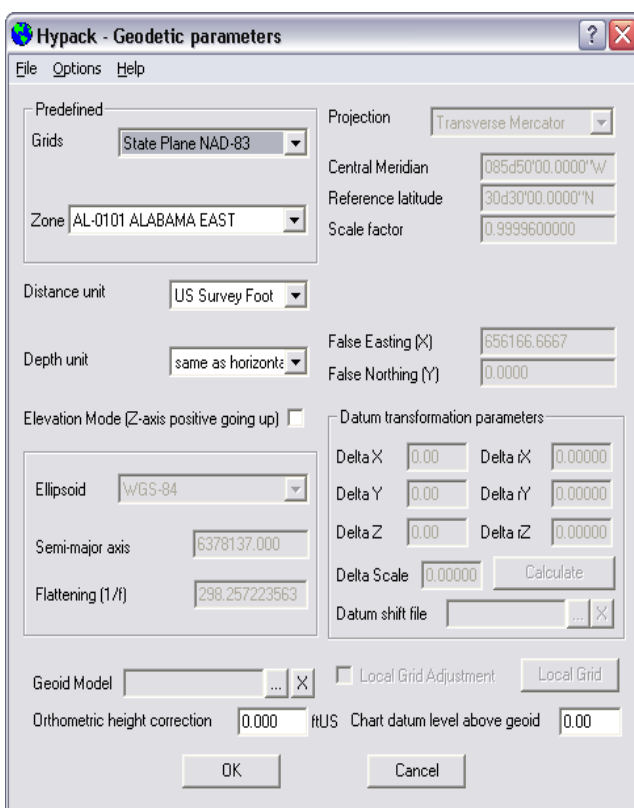 Hypack - Geodetic parameters
File Options Help
Predefined
Grids State Plane NAD-83
Zone AL-0101 ALABAMA EAST
Projection Transverse Mercator
Central Meridian 085d50'00.0000"W
Reference latitude 30d30'00.0000"N
Scale factor 0.9999600000
Distance unit US Survey Foot
Depth unit same as horizonta
False Easting (X) 656166.6667
False Northing (Y) 0.0000
Elevation Mode (Z-axis positive going up)
Ellipsoid WGS-84
Semi-major axis 6378137.000
Flattening (1/f) 298.257223563
Datum transformation parameters
Delta X 0.00 Delta rX 0.00000
Delta Y 0.00 Delta rY 0.00000
Delta Z 0.00 Delta rZ 0.00000
Delta Scale 0.00000 Calculate
Datum shift file ... X
Geoid Model ... X
Local Grid Adjustment Local Grid
Orthometric height correction 0.000 ftUS Chart datum level above geoid 0.00
OK Cancel